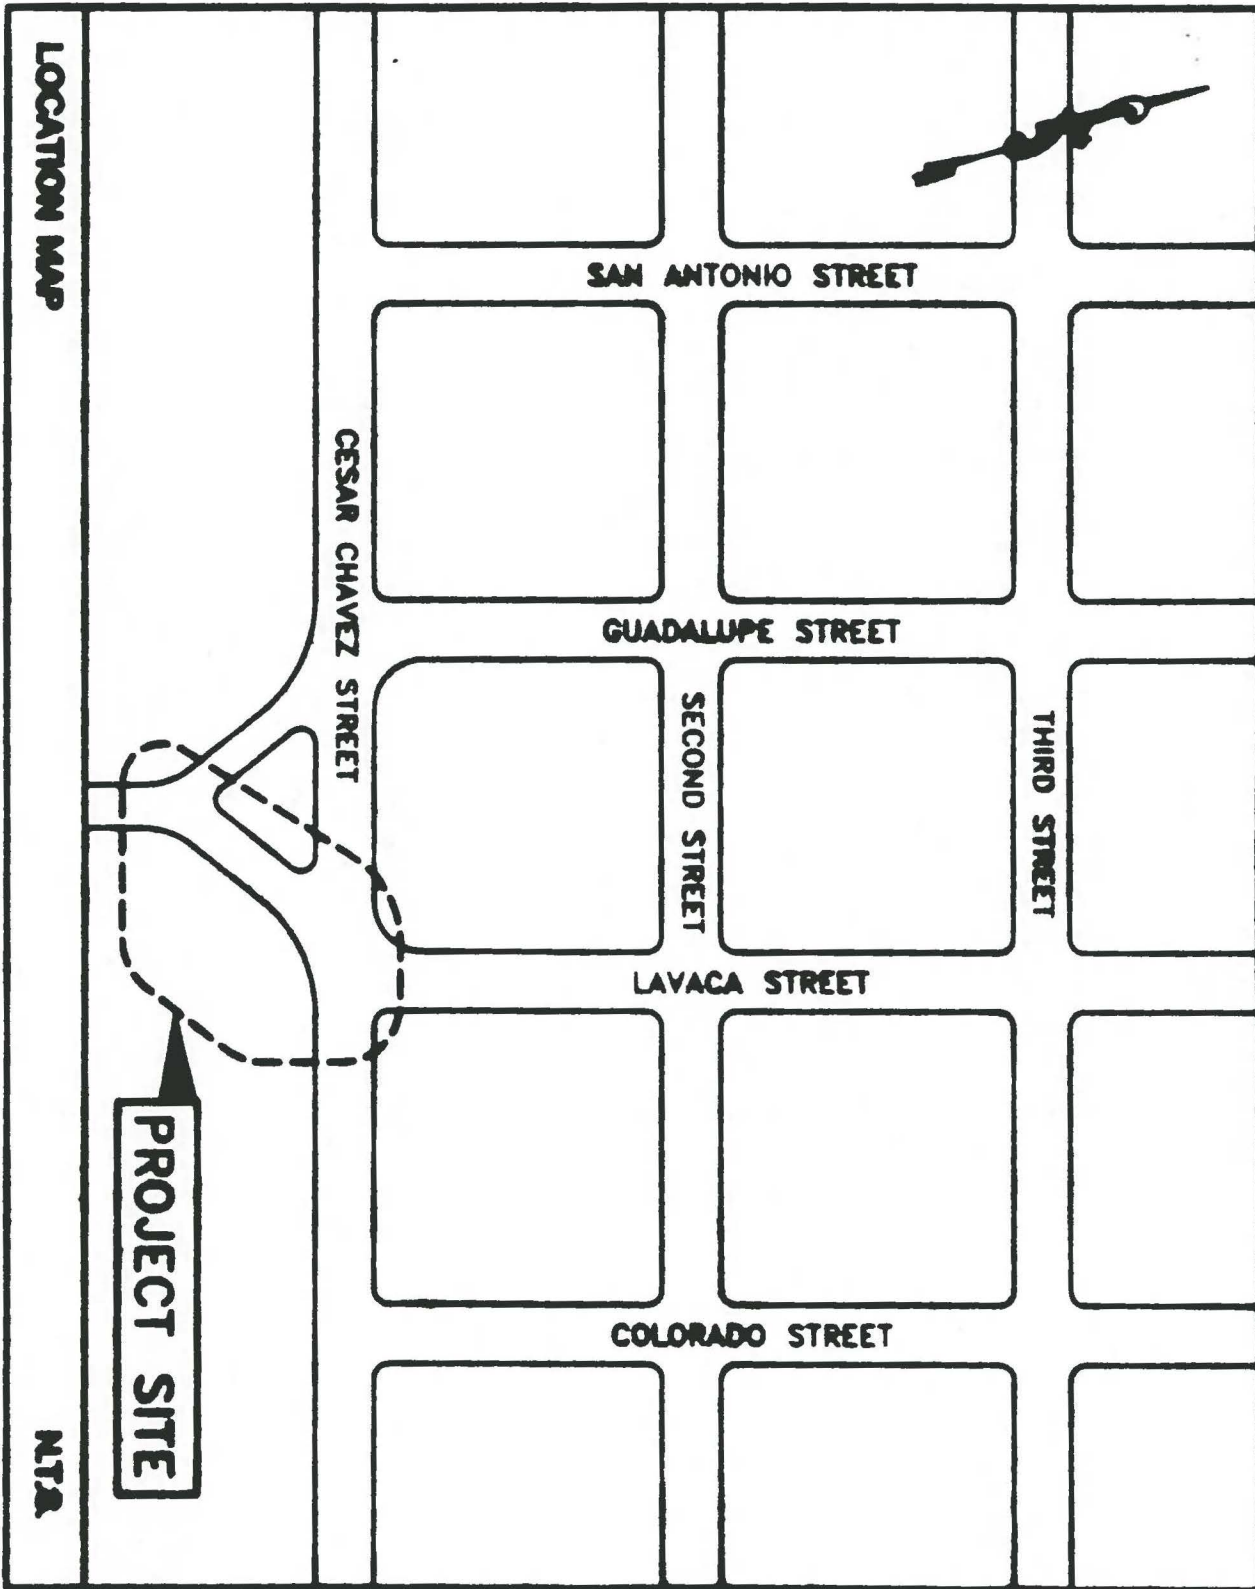 SAN ANTONIO STREET
GUADALUPE STREET
LAVACA STREET
COLORADO STREET
CESAR CHAVEZ STREET
SECOND STREET
THIRD STREET
PROJECT SITE
LOCATION MAP
N.T.S.